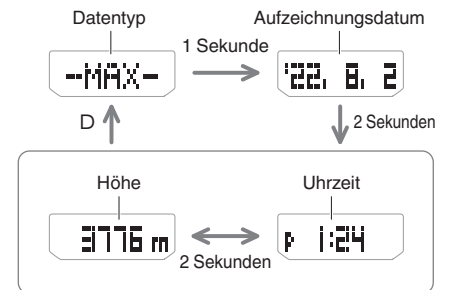 Datentyp Aufzeichnungsdatum
1 Sekunde
--MAX- '22. 8. 2
D 2 Sekunden
Höhe Uhrzeit
3776 m P 1:24
2 Sekunden